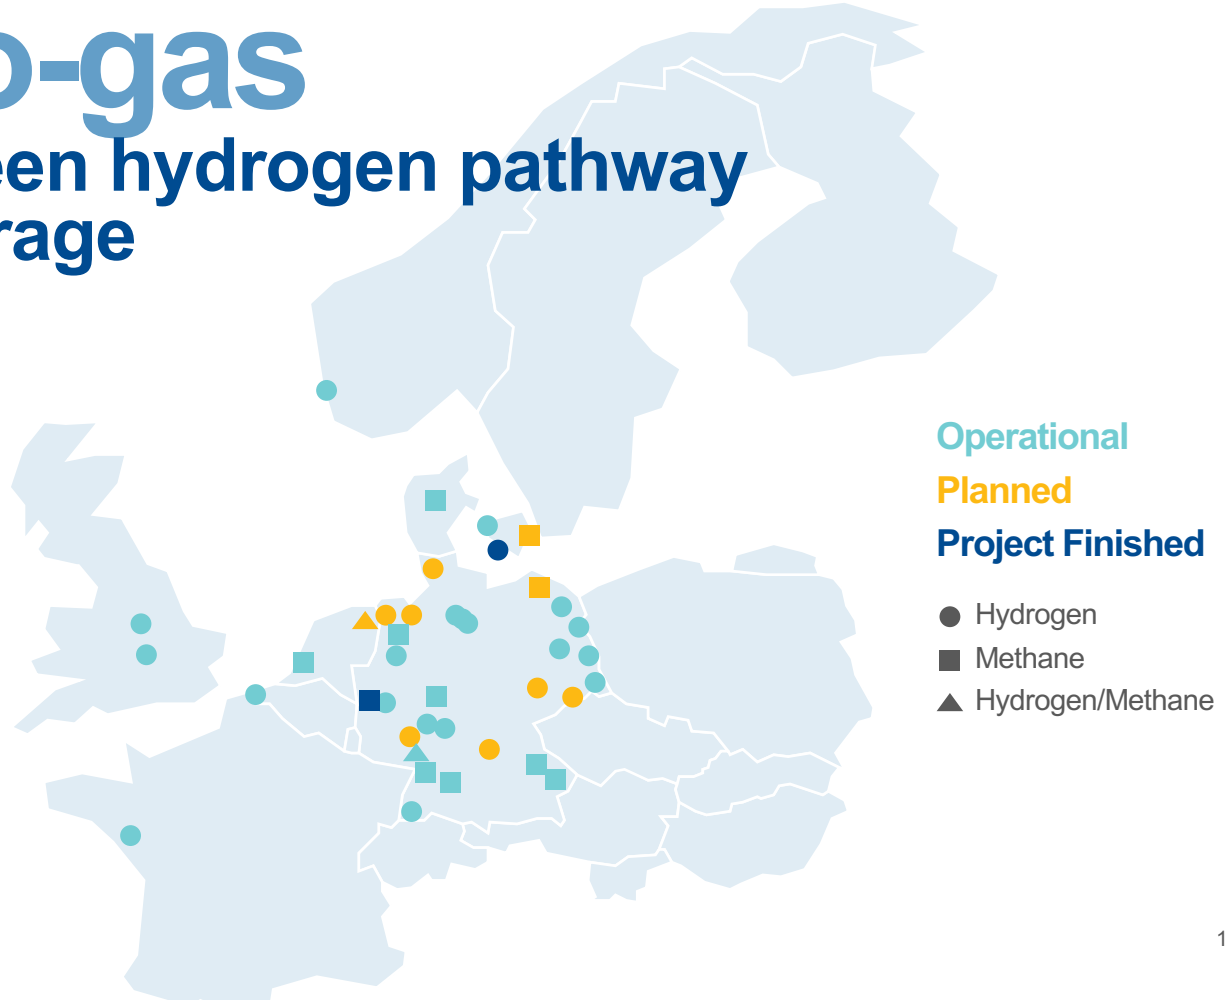 o-gas
een hydrogen pathway
rage
Operational
Planned
Project Finished
Hydrogen
Methane
Hydrogen/Methane
1